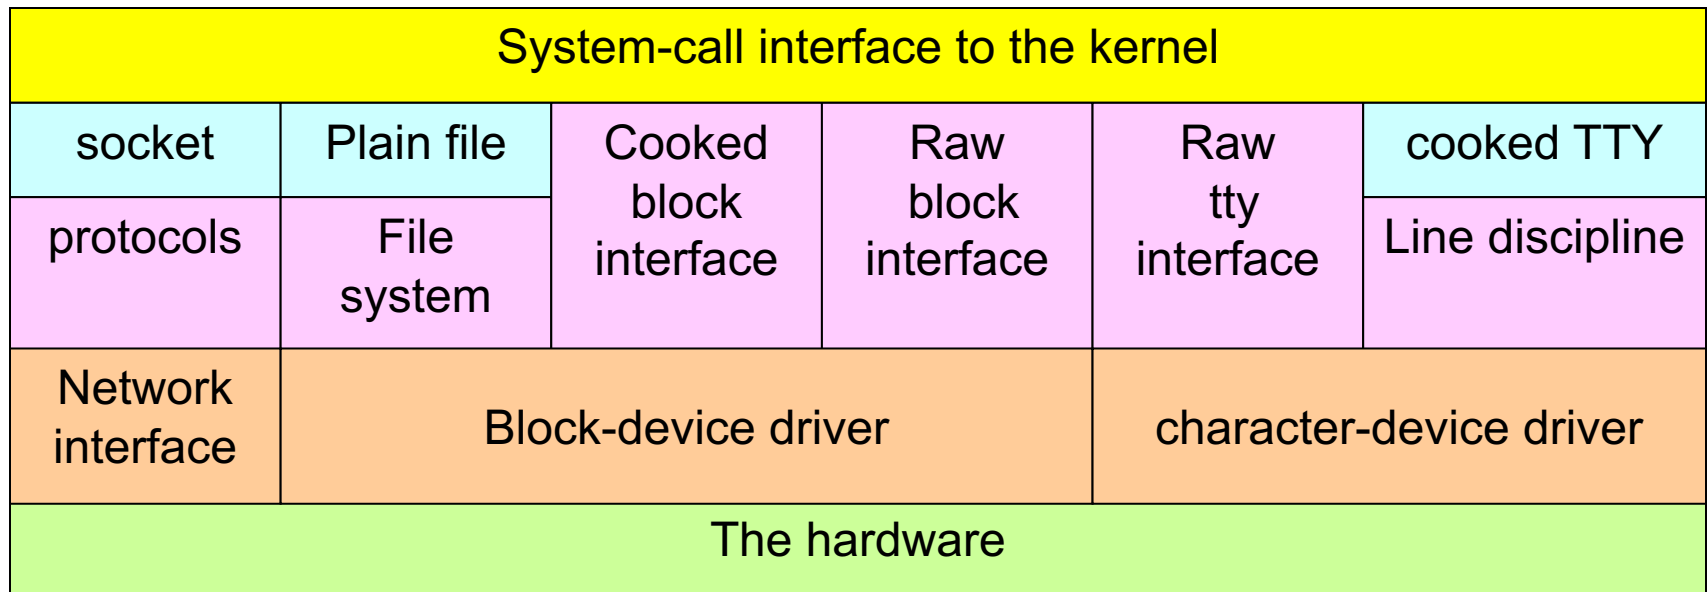 System-call interface to the kernel
socket
Plain file
Cooked
block
interface
Raw
block
interface
Raw
tty
interface
cooked TTY
protocols
File
system
Line discipline
Network
interface
Block-device driver
character-device driver
The hardware